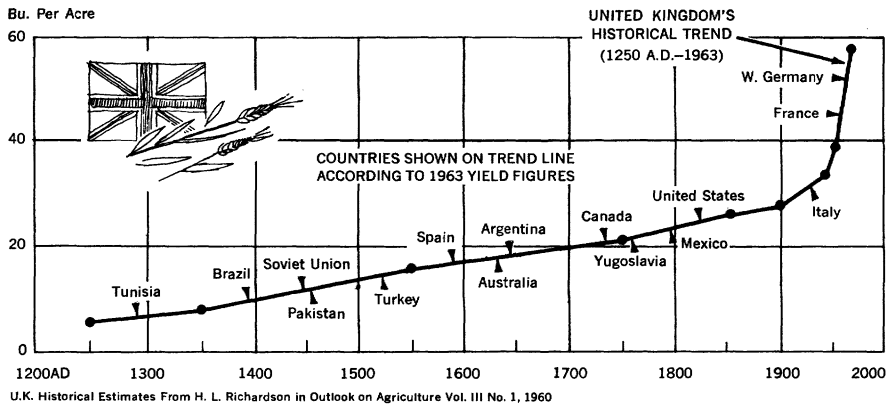 Bu. Per Acre
UNITED KINGDOM'S
HISTORICAL TREND
(1250 A.D.–1963)
60
W. Germany
France
40
COUNTRIES SHOWN ON TREND LINE
ACCORDING TO 1963 YIELD FIGURES
United States
Italy
Canada
Argentina
Spain
20
Mexico
Yugoslavia
Soviet Union
Australia
Brazil
Turkey
Tunisia
Pakistan
0
1200AD 1300 1400 1500 1600 1700 1800 1900 2000
U.K. Historical Estimates From H. L. Richardson in Outlook on Agriculture Vol. III No. 1, 1960